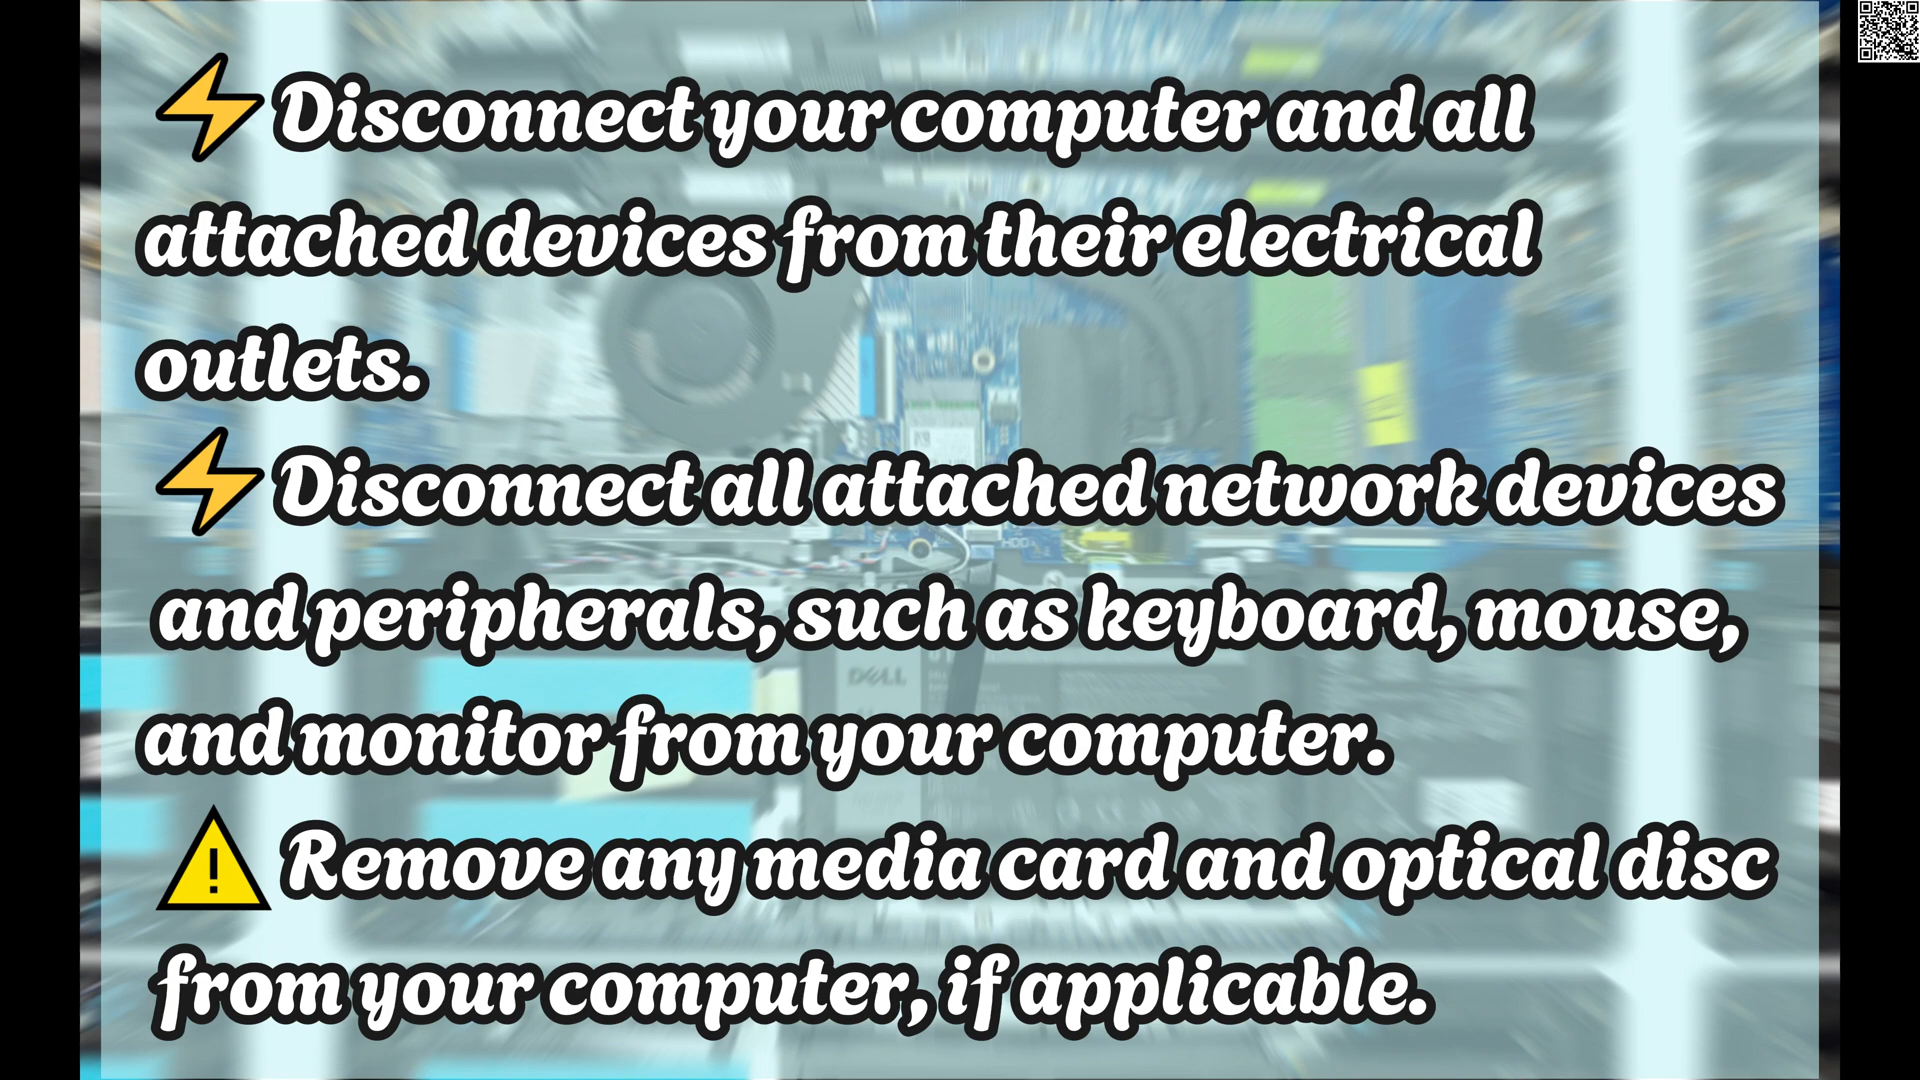 ⚡Disconnect your computer and all
attached devices from their electrical
outlets.
⚡Disconnect all attached network devices
and peripherals, such as keyboard, mouse,
and monitor from your computer.
⚠ Remove any media card and optical disc
from your computer, if applicable.
HDD
DELL